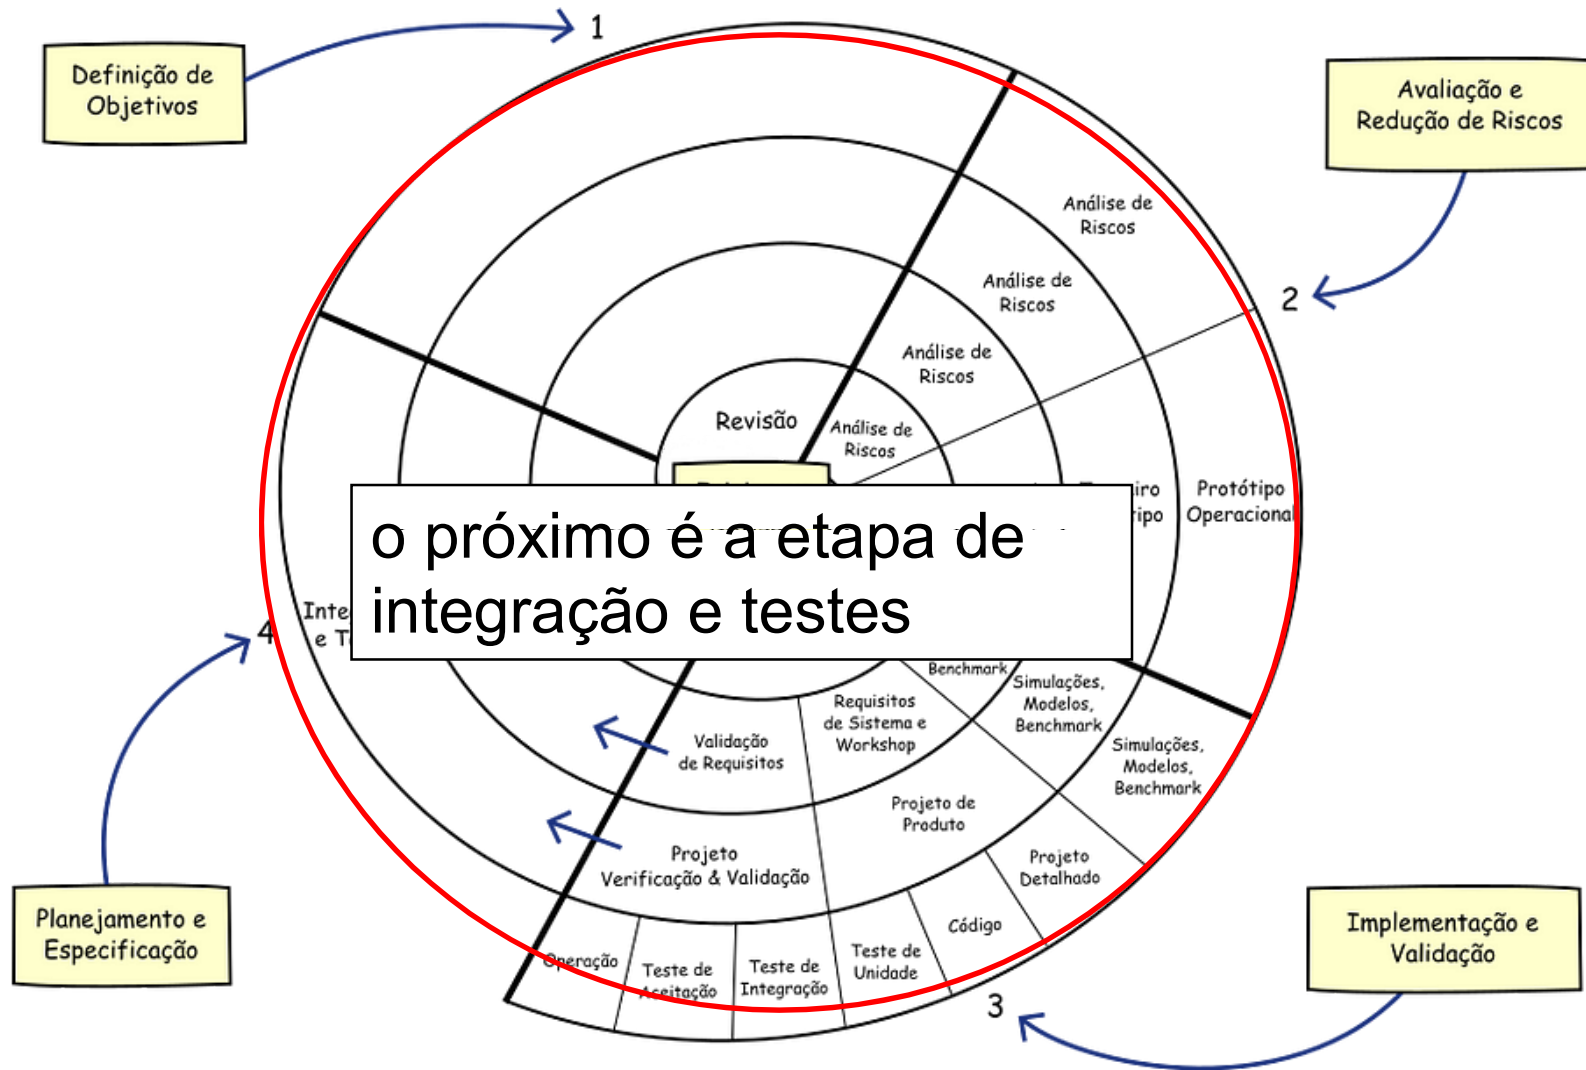 1
Definição de
Objetivos
Avaliação e
Redução de Riscos
Análise de
Riscos
2
Análise de
Riscos
Análise de
Riscos
Revisão
Análise de
Riscos
Protótipo
Operacional
o próximo é a etapa de
integração e testes
4
Benchmark
Simulações,
Modelos,
Benchmark
Requisitos
de Sistema e
Workshop
Validação
de Requisitos
Simulações,
Modelos,
Benchmark
Projeto de
Produto
Projeto
Verificação & Validação
Projeto
Detalhado
Código
Teste de
Unidade
Teste de
Integração
Teste de
Aceitação
Operação
3
Planejamento e
Especificação
Implementação e
Validação